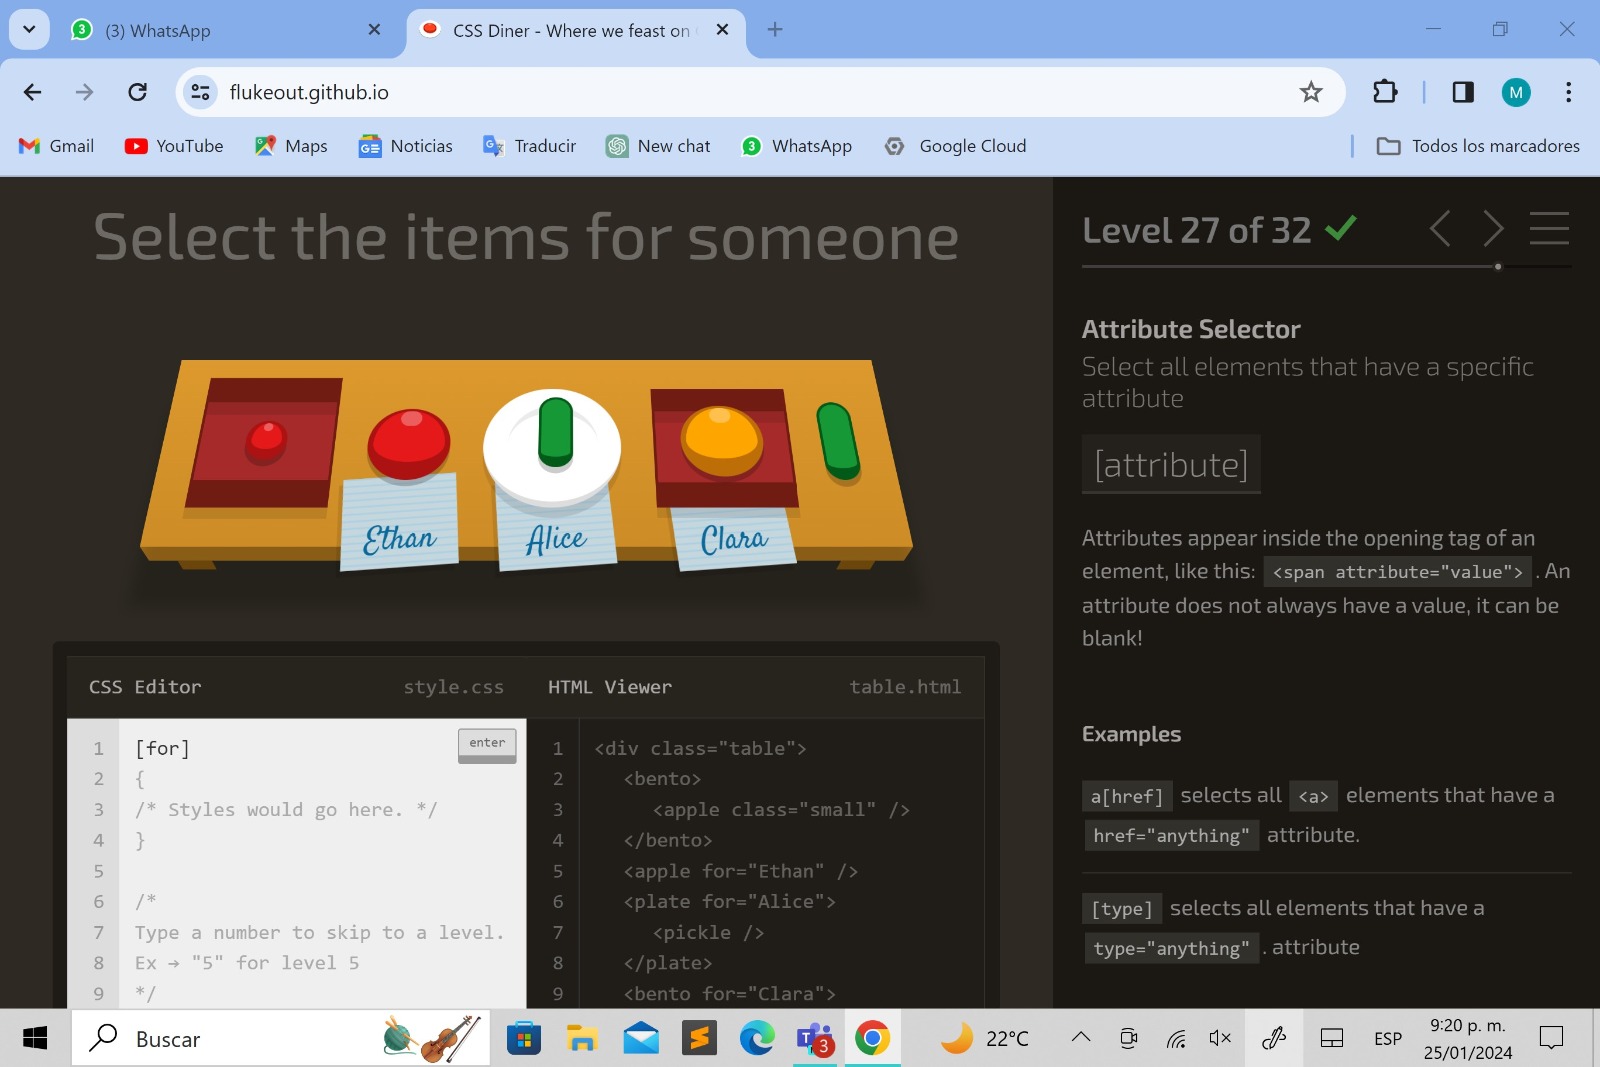 (3) WhatsApp
CSS Diner - Where we feast on
flukeout.github.io
M
Gmail
YouTube
Maps
Noticias
Traducir
New chat
3
WhatsApp
Google Cloud
Todos los marcadores
Select the items for someone
Ethan
Alice
Clara
CSS Editor
style.css
HTML Viewer
table.html
enter
1 [for]
2 {
3 /* Styles would go here. */
4 }
5
6 /*
7 Type a number to skip to a level.
8 Ex → "5" for level 5
9 */
1 <div class="table">
2 <bento>
3 <apple class="small" />
4 </bento>
5 <apple for="Ethan" />
6 <plate for="Alice">
7 <pickle />
8 </plate>
9 <bento for="Clara">
Level 27 of 32
Attribute Selector
Select all elements that have a specific
attribute
[attribute]
Attributes appear inside the opening tag of an
element, like this: <span attribute="value"> . An
attribute does not always have a value, it can be
blank!
Examples
a[href] selects all <a> elements that have a
href="anything" attribute.
[type] selects all elements that have a
type="anything" . attribute
Buscar
3
22°C
ESP
9:20 p. m.
25/01/2024